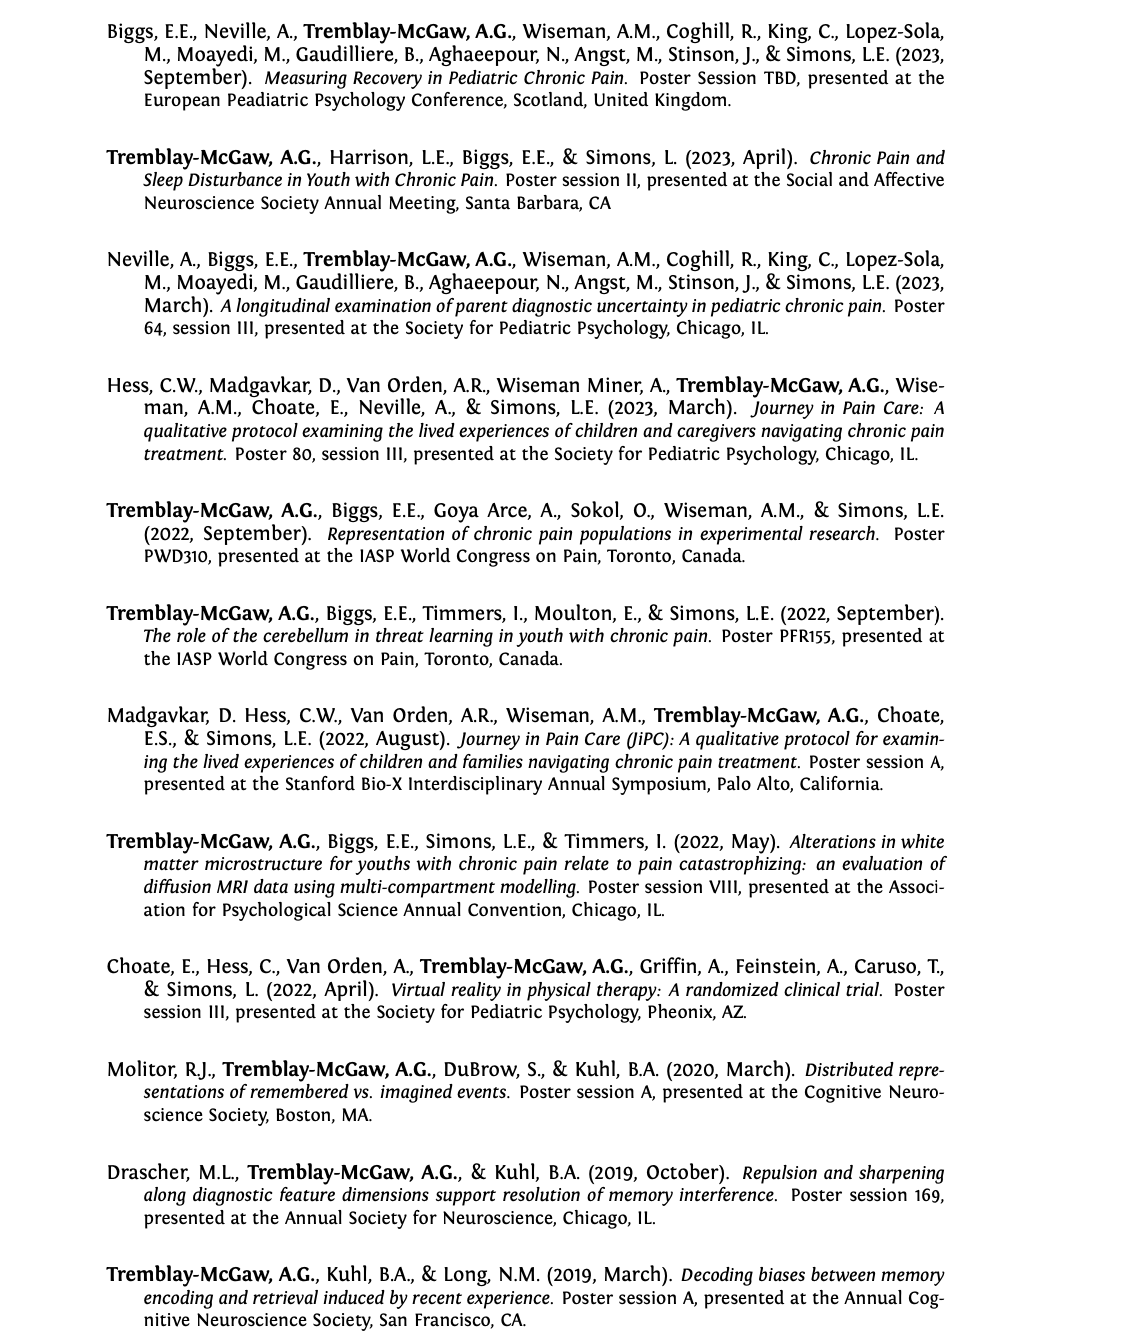 Biggs, E.E., Neville, A., Tremblay-McGaw, A.G., Wiseman, A.M., Coghill, R., King, C., Lopez-Sola,
M., Moayedi, M., Gaudilliere, B., Aghaeepour, N., Angst, M., Stinson, J., & Simons, L.E. (2023,
September). Measuring Recovery in Pediatric Chronic Pain. Poster Session TBD, presented at the
European Peadiatric Psychology Conference, Scotland, United Kingdom.
Tremblay-McGaw, A.G., Harrison, L.E., Biggs, E.E., & Simons, L. (2023, April). Chronic Pain and
Sleep Disturbance in Youth with Chronic Pain. Poster session II, presented at the Social and Affective
Neuroscience Society Annual Meeting, Santa Barbara, CA
Neville, A., Biggs, E.E., Tremblay-McGaw, A.G., Wiseman, A.M., Coghill, R., King, C., Lopez-Sola,
M., Moayedi, M., Gaudilliere, B., Aghaeepour, N., Angst, M., Stinson, J., & Simons, L.E. (2023,
March). A longitudinal examination of parent diagnostic uncertainty in pediatric chronic pain. Poster
64, session III, presented at the Society for Pediatric Psychology, Chicago, IL.
Hess, C.W., Madgavkar, D., Van Orden, A.R., Wiseman Miner, A., Tremblay-McGaw, A.G., Wise-
man, A.M., Choate, E., Neville, A., & Simons, L.E. (2023, March). Journey in Pain Care: A
qualitative protocol examining the lived experiences of children and caregivers navigating chronic pain
treatment. Poster 80, session III, presented at the Society for Pediatric Psychology, Chicago, IL.
Tremblay-McGaw, A.G., Biggs, E.E., Goya Arce, A., Sokol, O., Wiseman, A.M., & Simons, L.E.
(2022, September). Representation of chronic pain populations in experimental research. Poster
PWD310, presented at the IASP World Congress on Pain, Toronto, Canada.
Tremblay-McGaw, A.G., Biggs, E.E., Timmers, I., Moulton, E., & Simons, L.E. (2022, September).
The role of the cerebellum in threat learning in youth with chronic pain. Poster PFR155, presented at
the IASP World Congress on Pain, Toronto, Canada.
Madgavkar, D. Hess, C.W., Van Orden, A.R., Wiseman, A.M., Tremblay-McGaw, A.G., Choate,
E.S., & Simons, L.E. (2022, August). Journey in Pain Care (JiPC): A qualitative protocol for examin-
ing the lived experiences of children and families navigating chronic pain treatment. Poster session A,
presented at the Stanford Bio-X Interdisciplinary Annual Symposium, Palo Alto, California.
Tremblay-McGaw, A.G., Biggs, E.E., Simons, L.E., & Timmers, I. (2022, May). Alterations in white
matter microstructure for youths with chronic pain relate to pain catastrophizing: an evaluation of
diffusion MRI data using multi-compartment modelling. Poster session VIII, presented at the Associ-
ation for Psychological Science Annual Convention, Chicago, IL.
Choate, E., Hess, C., Van Orden, A., Tremblay-McGaw, A.G., Griffin, A., Feinstein, A., Caruso, T.,
& Simons, L. (2022, April). Virtual reality in physical therapy: A randomized clinical trial. Poster
session III, presented at the Society for Pediatric Psychology, Pheonix, AZ.
Molitor, R.J., Tremblay-McGaw, A.G., DuBrow, S., & Kuhl, B.A. (2020, March). Distributed repre-
sentations of remembered vs. imagined events. Poster session A, presented at the Cognitive Neuro-
science Society, Boston, MA.
Drascher, M.L., Tremblay-McGaw, A.G., & Kuhl, B.A. (2019, October). Repulsion and sharpening
along diagnostic feature dimensions support resolution of memory interference. Poster session 169,
presented at the Annual Society for Neuroscience, Chicago, IL.
Tremblay-McGaw, A.G., Kuhl, B.A., & Long, N.M. (2019, March). Decoding biases between memory
encoding and retrieval induced by recent experience. Poster session A, presented at the Annual Cog-
nitive Neuroscience Society, San Francisco, CA.